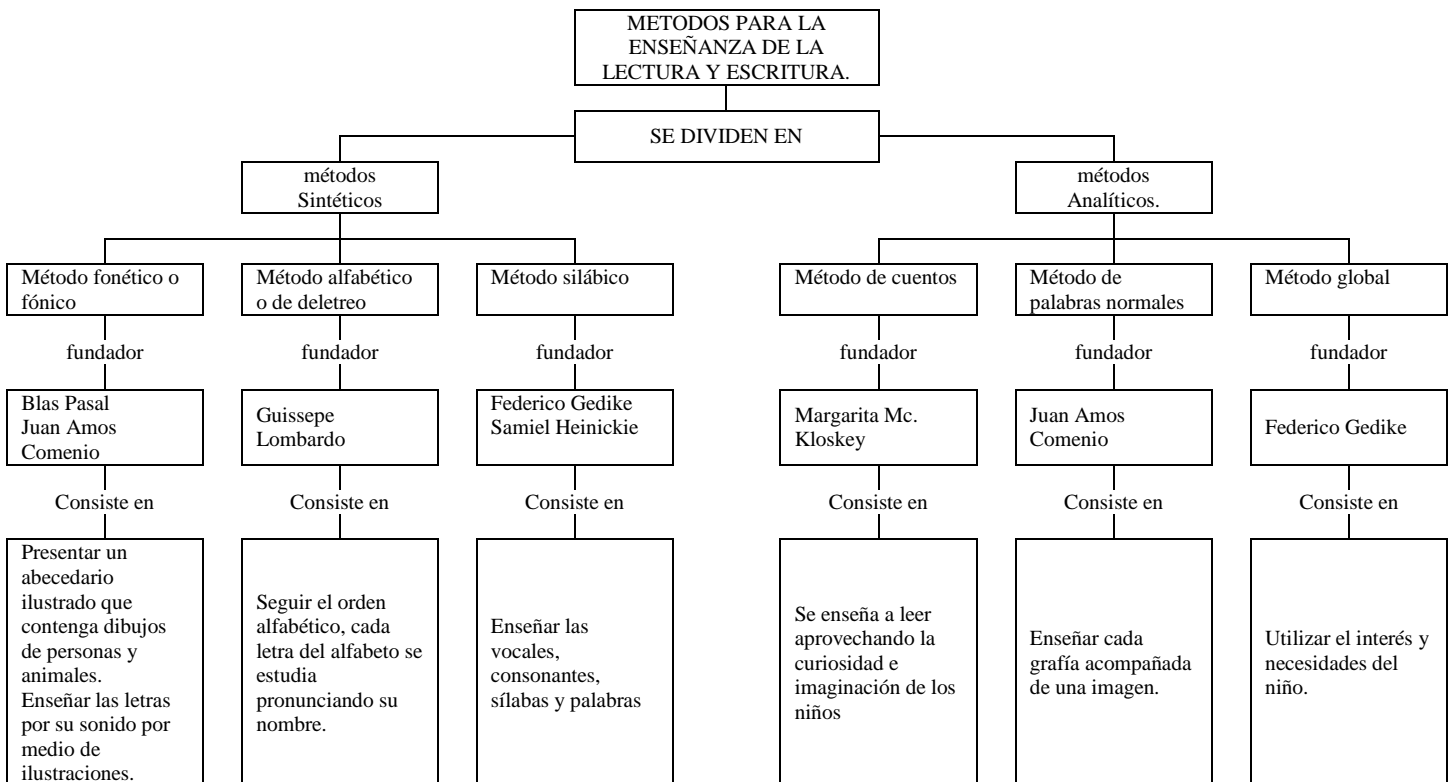 METODOS PARA LA
ENSEÑANZA DE LA
LECTURA Y ESCRITURA.
SE DIVIDEN EN
métodos
Sintéticos
métodos
Analíticos.
Método fonético o
fónico
Método alfabético
o de deletreo
Método silábico
Método de cuentos
Método de
palabras normales
Método global
fundador
fundador
fundador
fundador
fundador
fundador
Blas Pasal
Juan Amos
Comenio
Guissepe
Lombardo
Federico Gedike
Samiel Heinickie
Margarita Mc.
Kloskey
Juan Amos
Comenio
Federico Gedike
Consiste en
Consiste en
Consiste en
Consiste en
Consiste en
Consiste en
Presentar un
abecedario
ilustrado que
contenga dibujos
de personas y
animales.
Enseñar las letras
por su sonido por
medio de
ilustraciones.
Seguir el orden
alfabético, cada
letra del alfabeto se
estudia
pronunciando su
nombre.
Enseñar las
vocales,
consonantes,
sílabas y palabras
Se enseña a leer
aprovechando la
curiosidad e
imaginación de los
niños
Enseñar cada
grafía acompañada
de una imagen.
Utilizar el interés y
necesidades del
niño.